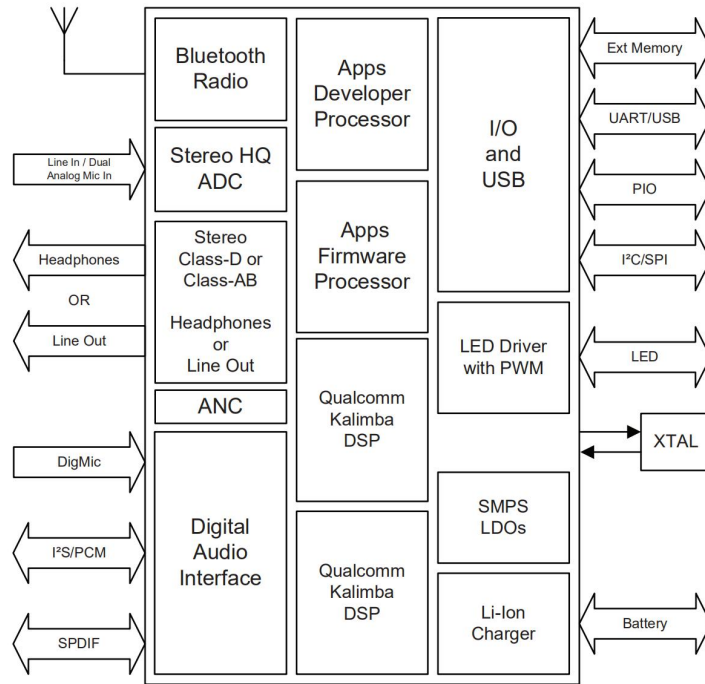 Bluetooth
Radio
Apps
Developer
Processor
I/O
and
USB
Ext Memory
UART/USB
PIO
I²C/SPI
Line In / Dual
Analog Mic In
Stereo HQ
ADC
Headphones
OR
Line Out
Stereo
Class-D or
Class-AB
Headphones
or
Line Out
Apps
Firmware
Processor
LED Driver
with PWM
LED
ANC
Qualcomm
Kalimba
DSP
XTAL
DigMic
I²S/PCM
SPDIF
Digital
Audio
Interface
Qualcomm
Kalimba
DSP
SMPS
LDOs
Li-Ion
Charger
Battery